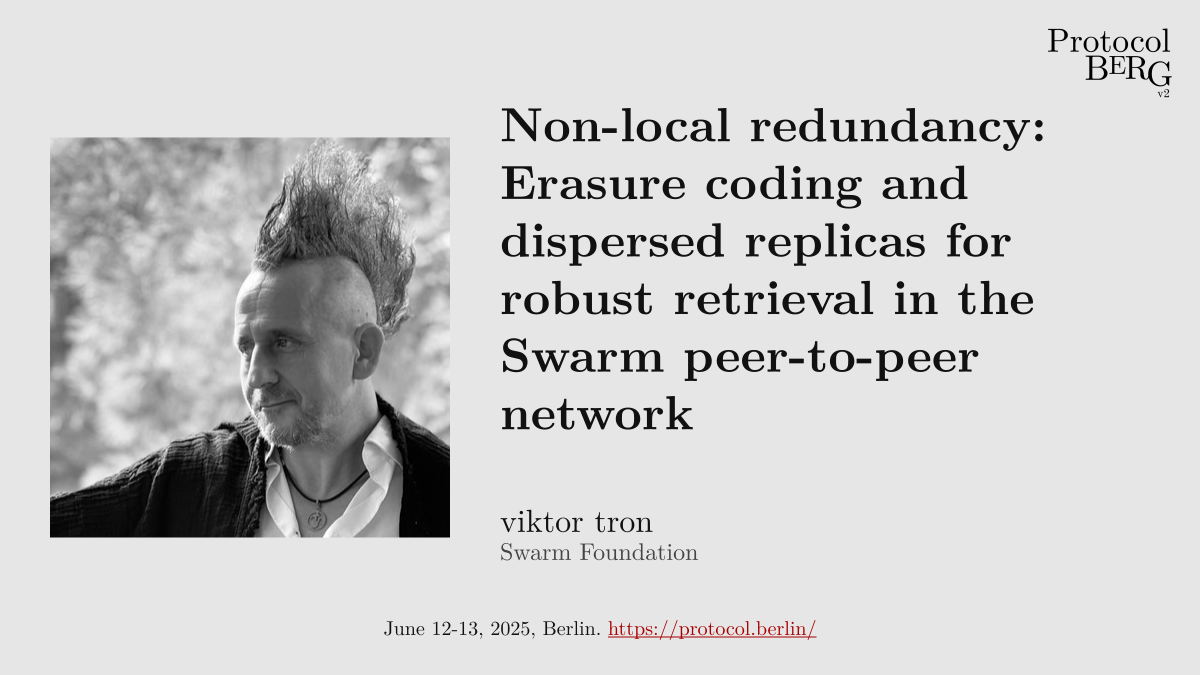 Protocol
BERG
v2
Non-local redundancy:
Erasure coding and
dispersed replicas for
robust retrieval in the
Swarm peer-to-peer
network
viktor tron
Swarm Foundation
June 12-13, 2025, Berlin. https://protocol.berlin/